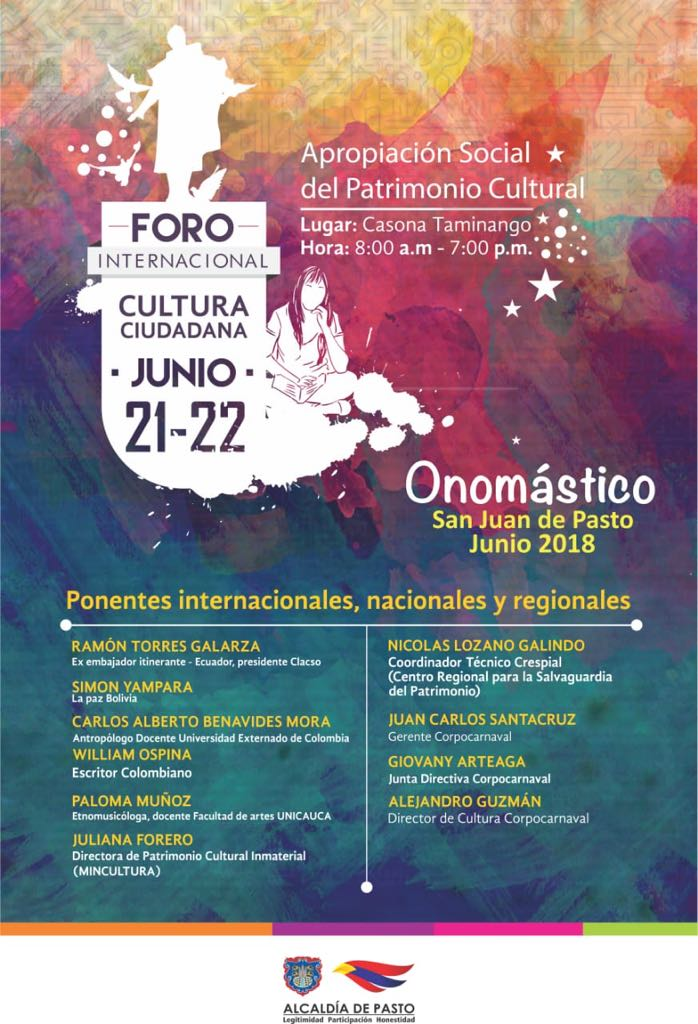 Apropiación Social
del Patrimonio Cultural
Lugar: Casona Taminango
Hora: 8:00 a.m - 7:00 p.m.
FORO
INTERNACIONAL
CULTURA
CIUDADANA
· JUNIO ·
21-22
Onomástico
San Juan de Pasto
Junio 2018
Ponentes internacionales, nacionales y regionales
RAMÓN TORRES GALARZA
Ex embajador itinerante - Ecuador, presidente Clacso
SIMON YAMPARA
La paz Bolivia
CARLOS ALBERTO BENAVIDES MORA
Antropólogo Docente Universidad Externado de Colombia
WILLIAM OSPINA
Escritor Colombiano
PALOMA MUÑOZ
Etnomusicóloga, docente Facultad de artes UNICAUCA
JULIANA FORERO
Directora de Patrimonio Cultural Inmaterial
(MINCULTURA)
NICOLAS LOZANO GALINDO
Coordinador Técnico Crespial
(Centro Regional para la Salvaguardia
del Patrimonio)
JUAN CARLOS SANTACRUZ
Gerente Corpocarnaval
GIOVANY ARTEAGA
Junta Directiva Corpocarnaval
ALEJANDRO GUZMÁN
Director de Cultura Corpocarnaval
ALCALDÍA DE PASTO
Legitimidad Participación Honestidad